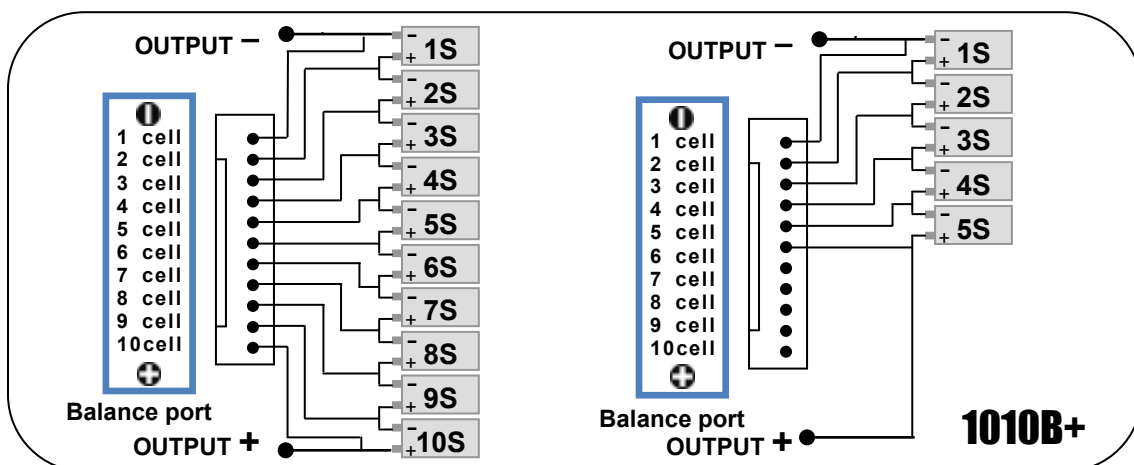 OUTPUT −
- + 1S
- + 2S
- + 3S
- + 4S
- + 5S
- + 6S
- + 7S
- + 8S
- + 9S
- + 10S
1 cell
2 cell
3 cell
4 cell
5 cell
6 cell
7 cell
8 cell
9 cell
10cell
Balance port
OUTPUT +
OUTPUT −
- + 1S
- + 2S
- + 3S
- + 4S
- + 5S
1 cell
2 cell
3 cell
4 cell
5 cell
6 cell
7 cell
8 cell
9 cell
10cell
Balance port
OUTPUT +
1010B+